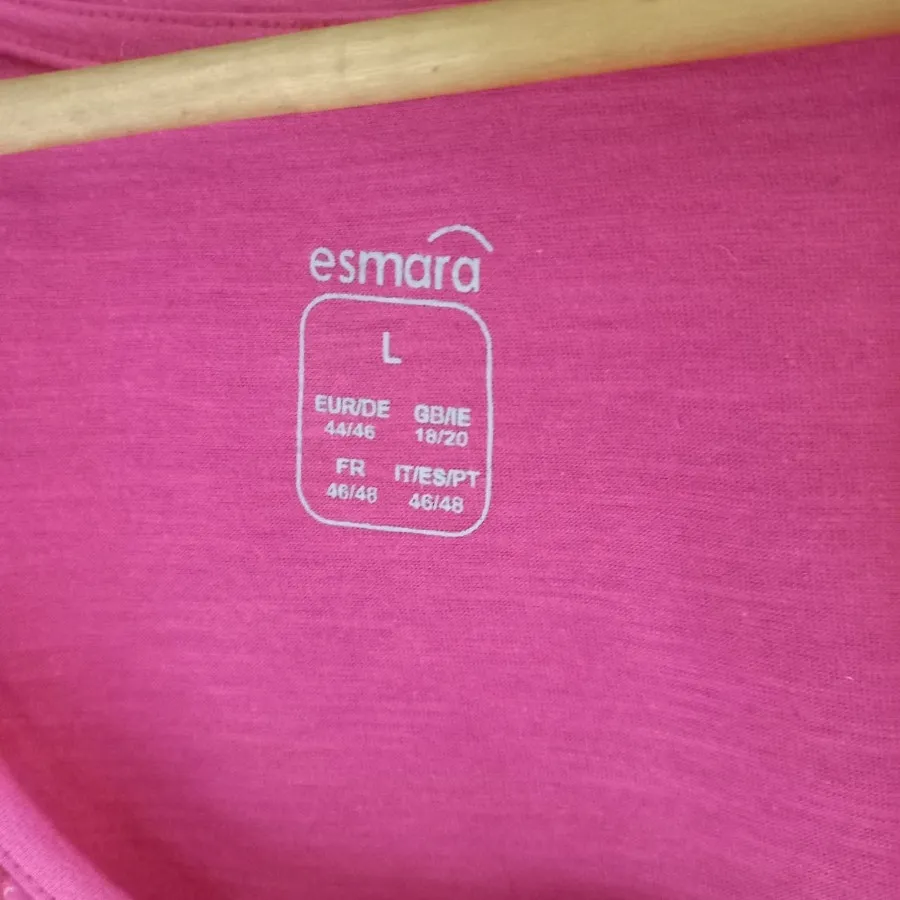 esmara
L
EUR/DE GB/IE
44/46 18/20
FR IT/ES/PT
46/48 46/48